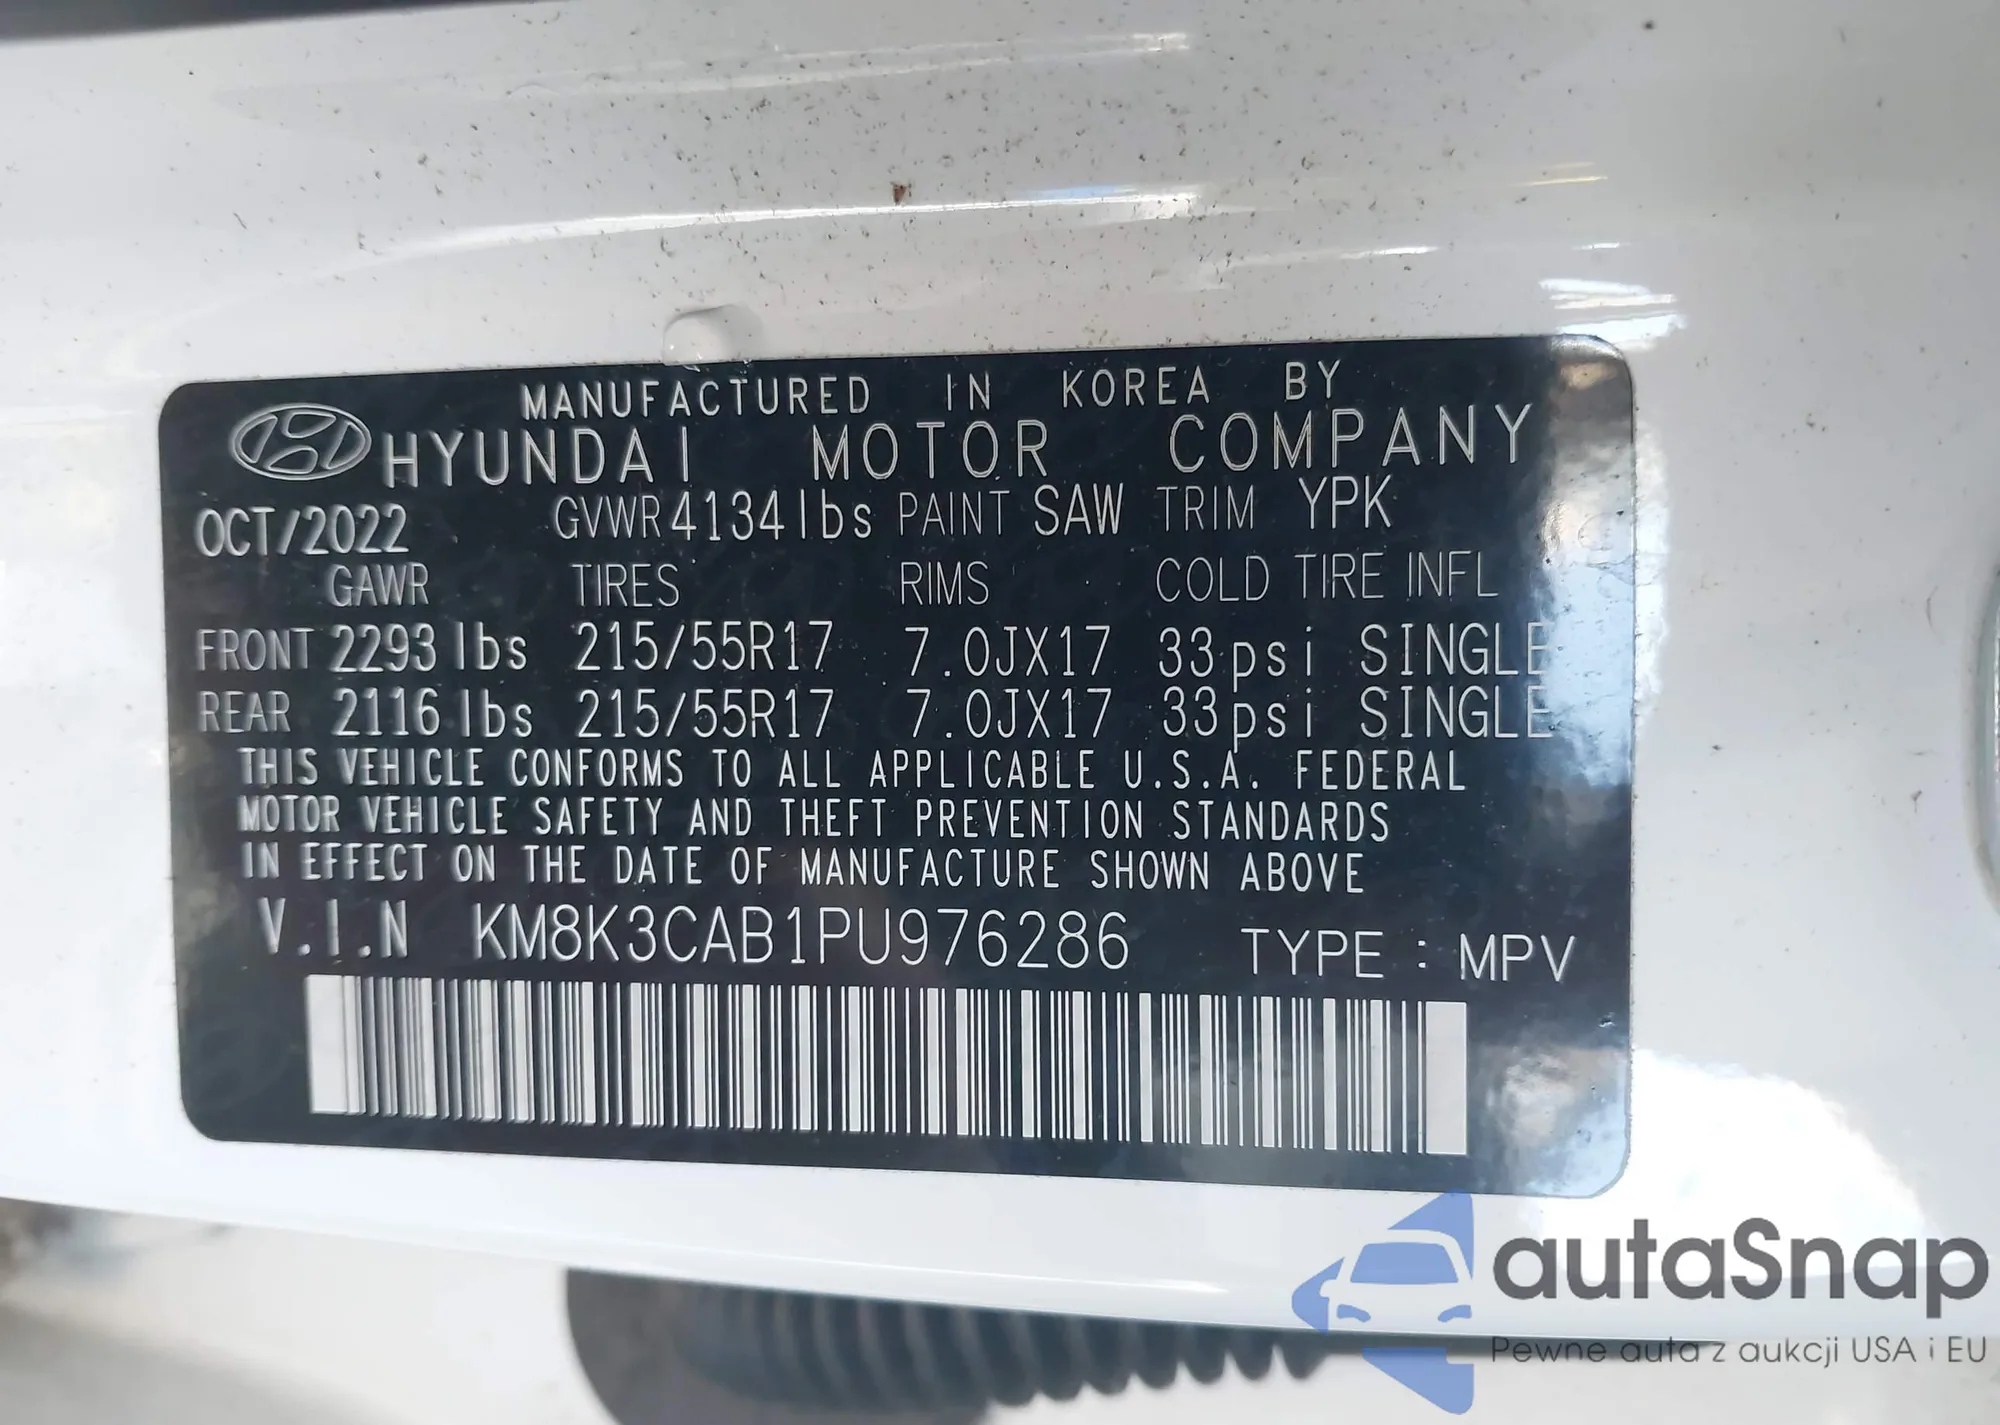 MANUFACTURED IN KOREA BY
HYUNDAI MOTOR COMPANY
OCT/2022 GVWR 4134lbs PAINT SAW TRIM YPK
GAWR TIRES RIMS COLD TIRE INFL
FRONT 2293lbs 215/55R17 7.0JX17 33psi SINGLE
REAR 2116lbs 215/55R17 7.0JX17 33psi SINGLE
THIS VEHICLE CONFORMS TO ALL APPLICABLE U.S.A. FEDERAL
MOTOR VEHICLE SAFETY AND THEFT PREVENTION STANDARDS
IN EFFECT ON THE DATE OF MANUFACTURE SHOWN ABOVE
V.I.N KM8K3CAB1PU976286 TYPE : MPV
autaSnap
Pewne auta z aukcji USA i EU